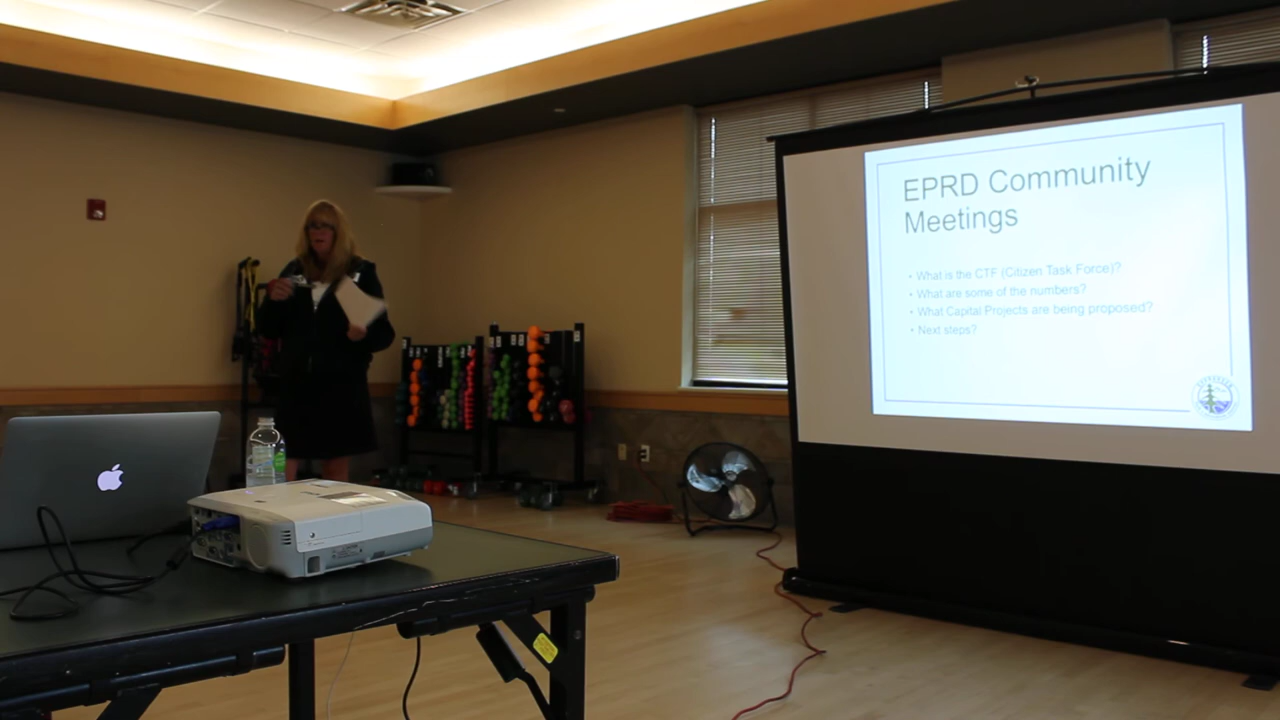 EPRD Community
Meetings
• What is the CTF (Citizen Task Force)?
• What are some of the numbers?
• What Capital Projects are being proposed?
• Next steps?